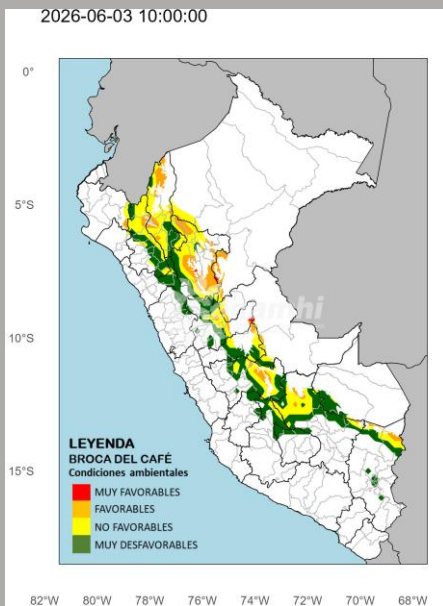 2026-06-03 10:00:00
0°
5°S
10°S
15°S
LEYENDA
BROCA DEL CAFÉ
Condiciones ambientales
MUY FAVORABLES
FAVORABLES
NO FAVORABLES
MUY DESFAVORABLES
82°W 80°W 78°W 76°W 74°W 72°W 70°W 68°W